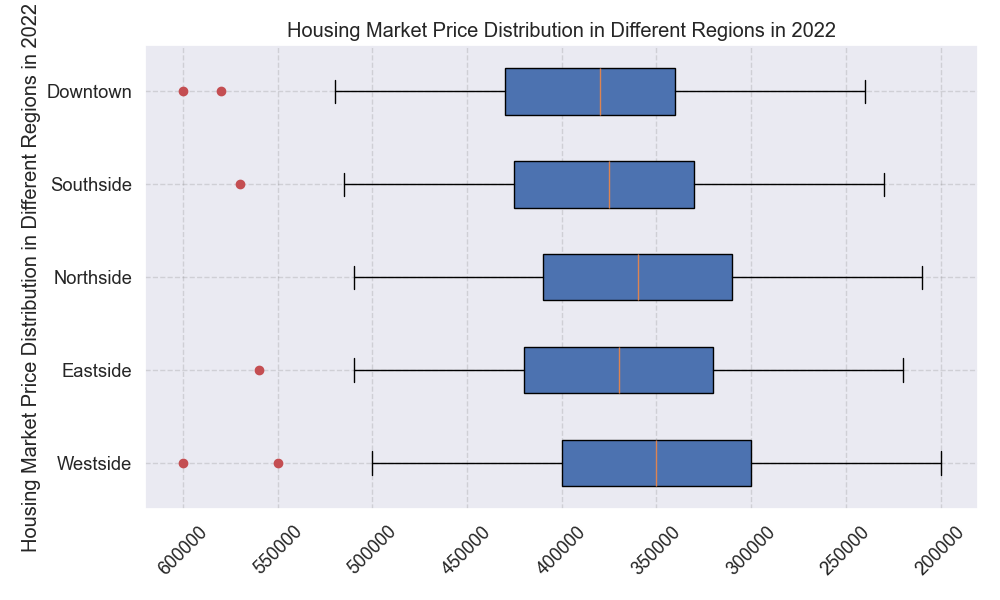 Housing Market Price Distribution in Different Regions in 2022
Housing Market Price Distribution in Different Regions in 2022
Downtown
Southside
Northside
Eastside
Westside
600000
550000
500000
450000
400000
350000
300000
250000
200000